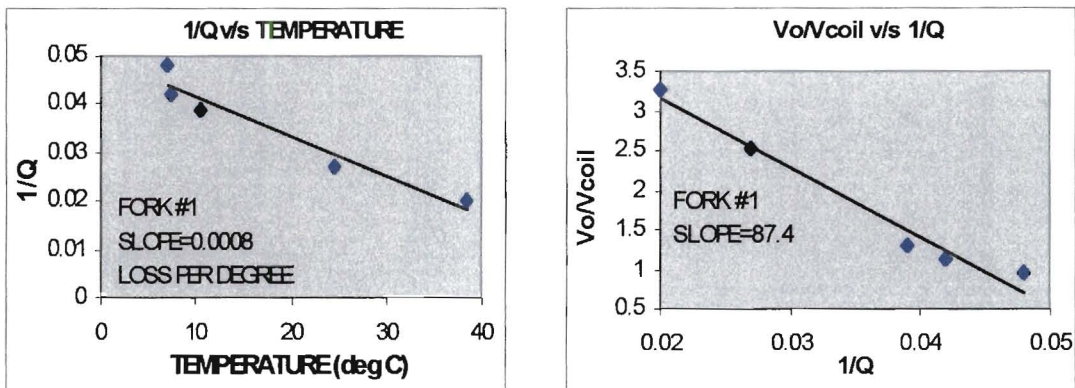 1/Q v/s TEMPERATURE
0.05
0.04
0.03
0.02
0.01
0
1/Q
FORK #1
SLOPE=0.0008
LOSS PER DEGREE
0 10 20 30 40
TEMPERATURE (deg C)
Vo/Vcoil v/s 1/Q
3.5
3
2.5
2
1.5
1
0.5
Vo/Vcoil
FORK #1
SLOPE=87.4
0.02 0.03 0.04 0.05
1/Q